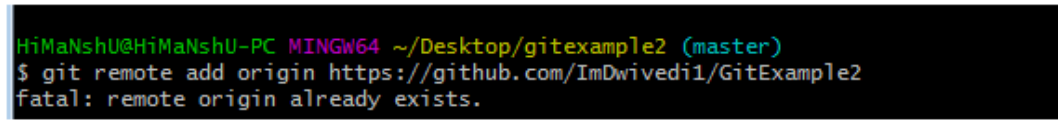 HiMaNshU@HiMaNshU-PC MINGW64 ~/Desktop/gitexample2 (master)
$ git remote add origin https://github.com/ImDwivedi1/GitExample2
fatal: remote origin already exists.